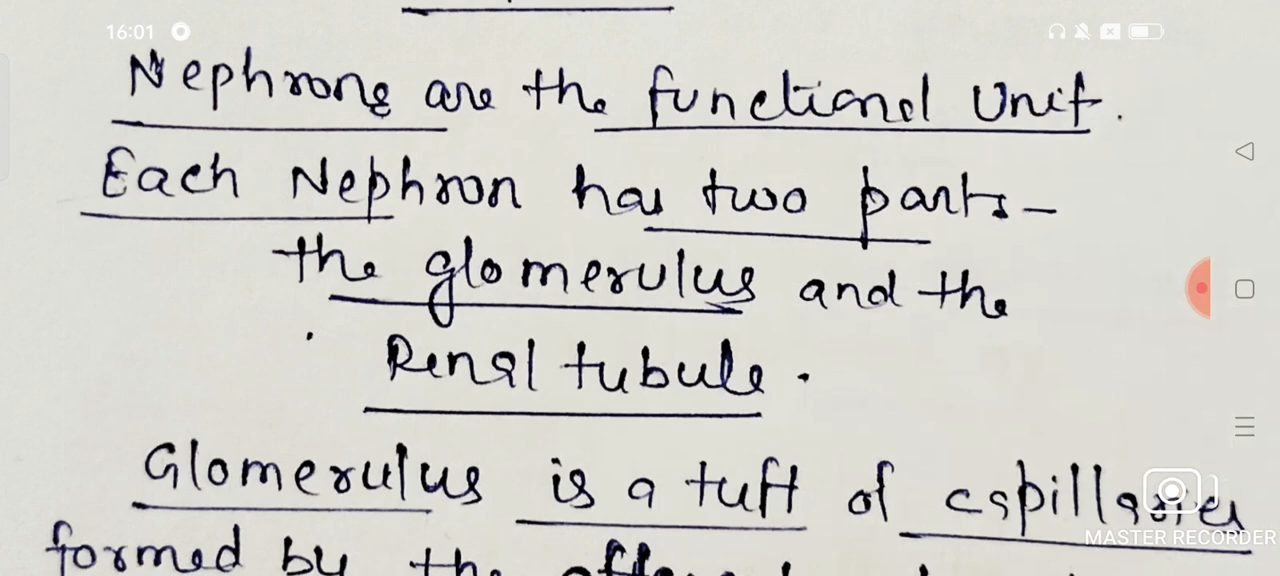 16:01
Nephrons are the functional Unit.
Each Nephron has two parts-
the glomerulus and the
Renal tubule.
Glomerulus is a tuft of capillaries
formed by the
MASTER RECORDER